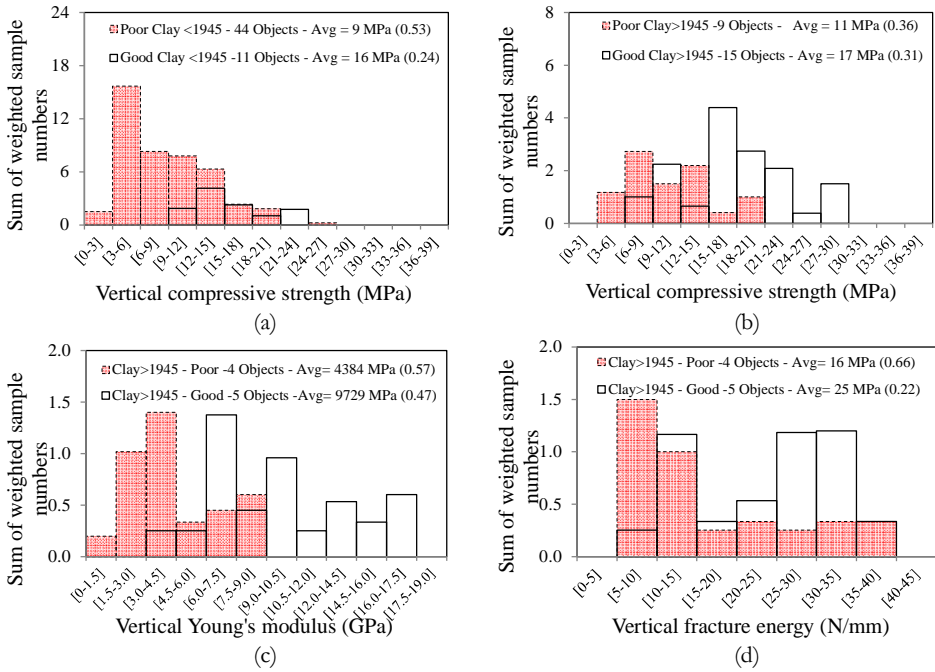 Poor Clay <1945 - 44 Objects - Avg = 9 MPa (0.53)
Good Clay <1945 -11 Objects - Avg = 16 MPa (0.24)
Sum of weighted sample
numbers
24
18
12
6
0
[0-3]
[3-6]
[6-9]
[9-12]
[12-15]
[15-18]
[18-21]
[21-24]
[24-27]
[27-30]
[30-33]
[33-36]
[36-39]
Vertical compressive strength (MPa)
(a)
Poor Clay>1945 -9 Objects - Avg = 11 MPa (0.36)
Good Clay>1945 -15 Objects - Avg = 17 MPa (0.31)
Sum of weighted sample
numbers
8
6
4
2
0
[0-3]
[3-6]
[6-9]
[9-12]
[12-15]
[15-18]
[18-21]
[21-24]
[24-27]
[27-30]
[30-33]
[33-36]
[36-39]
Vertical compressive strength (MPa)
(b)
Clay>1945 - Poor -4 Objects - Avg= 4384 MPa (0.57)
Clay>1945 - Good -5 Objects -Avg= 9729 MPa (0.47)
Sum of weighted sample
numbers
2.0
1.5
1.0
0.5
0.0
[0-1.5]
[1.5-3.0]
[3.0-4.5]
[4.5-6.0]
[6.0-7.5]
[7.5-9.0]
[9.0-10.5]
[10.5-12.0]
[12.0-14.5]
[14.5-16.0]
[16.0-17.5]
[17.5-19.0]
Vertical Young's modulus (GPa)
(c)
Clay>1945 - Poor -4 Objects - Avg= 16 MPa (0.66)
Clay>1945 - Good -5 Objects - Avg= 25 MPa (0.22)
Sum of weighted sample
numbers
2.0
1.5
1.0
0.5
0.0
[0-5]
[5-10]
[10-15]
[15-20]
[20-25]
[25-30]
[30-35]
[35-40]
[40-45]
Vertical fracture energy (N/mm)
(d)